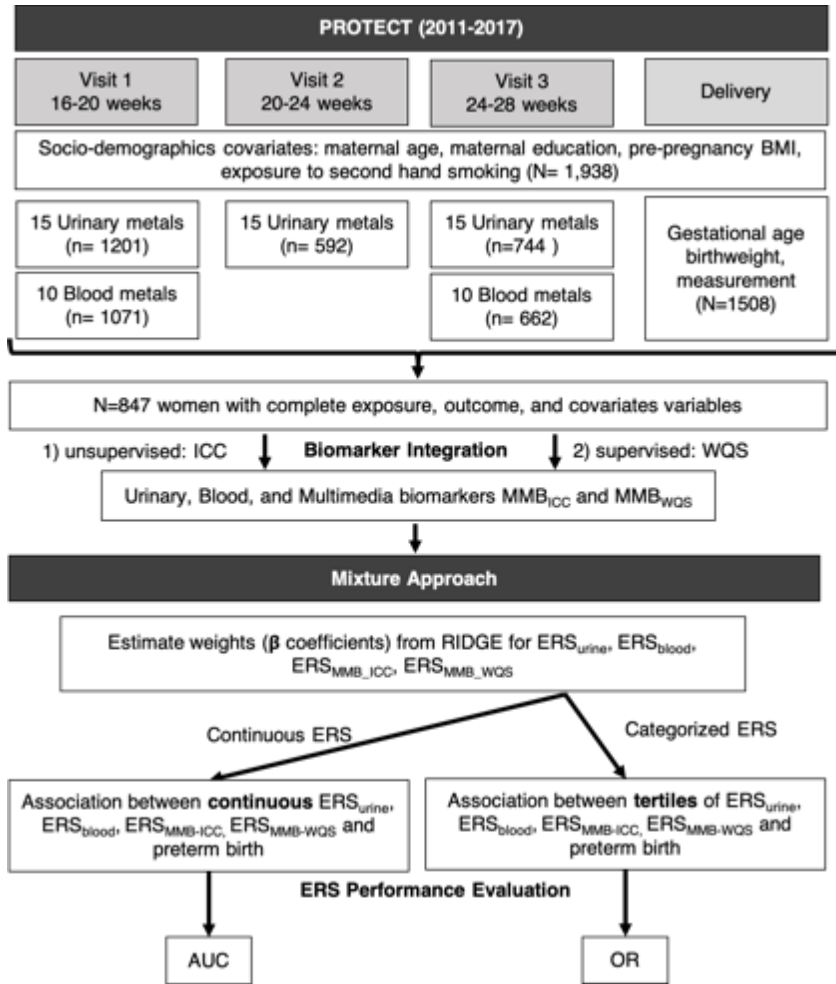 PROTECT (2011-2017)
Visit 1
16-20 weeks
Visit 2
20-24 weeks
Visit 3
24-28 weeks
Delivery
Socio-demographics covariates: maternal age, maternal education, pre-pregnancy BMI,
exposure to second hand smoking (N= 1,938)
15 Urinary metals
(n= 1201)
15 Urinary metals
(n= 592)
15 Urinary metals
(n=744 )
10 Blood metals
(n= 1071)
10 Blood metals
(n= 662)
Gestational age
birthweight,
measurement
(N=1508)
N=847 women with complete exposure, outcome, and covariates variables
1) unsupervised: ICC
Biomarker Integration
2) supervised: WQS
Urinary, Blood, and Multimedia biomarkers MMBICC and MMBWQS
Mixture Approach
Estimate weights (β coefficients) from RIDGE for ERSurine, ERSblood,
ERSMMB_ICC, ERSMMB_WQS
Continuous ERS
Categorized ERS
Association between continuous ERSurine,
ERSblood, ERSMMB-ICC, ERSMMB-WQS and
preterm birth
Association between tertiles of ERSurine,
ERSblood, ERSMMB-ICC, ERSMMB-WQS and
preterm birth
ERS Performance Evaluation
AUC
OR